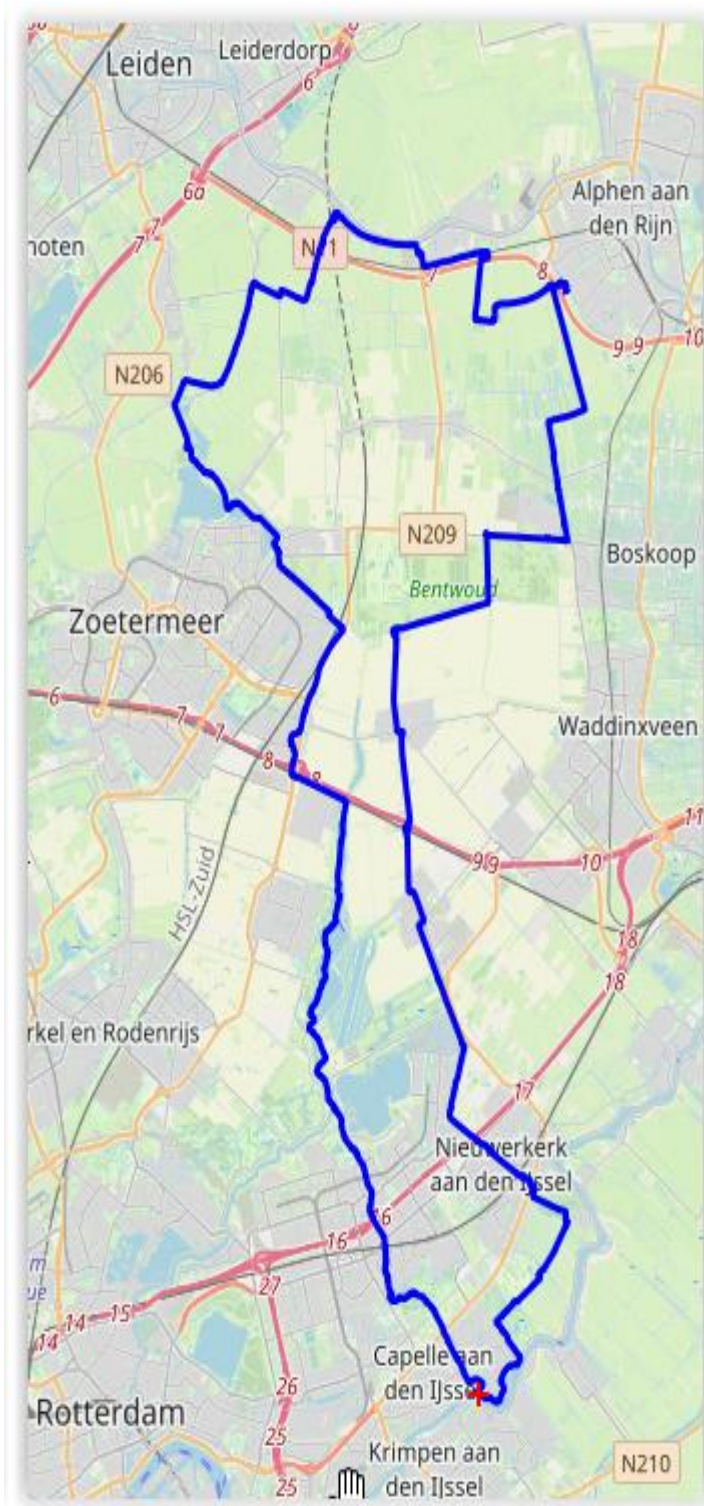 Leiderdorp
Leiden
6
6a
Alphen aan
den Rijn
7
7
hoten
N11
7
8
9 9
10
N206
N209
Boskoop
Bentwoud
Zoetermeer
6
7
7
8
8
Waddinxveen
11
9
9
10
HSL-Zuid
18
18
rkel en Rodenrijs
17
Nieuwerkerk
aan den IJssel
16
16
m
ue
27
14
15
14
Capelle aan
den IJssel
26
Rotterdam
25
Krimpen aan
den IJssel
25
N210